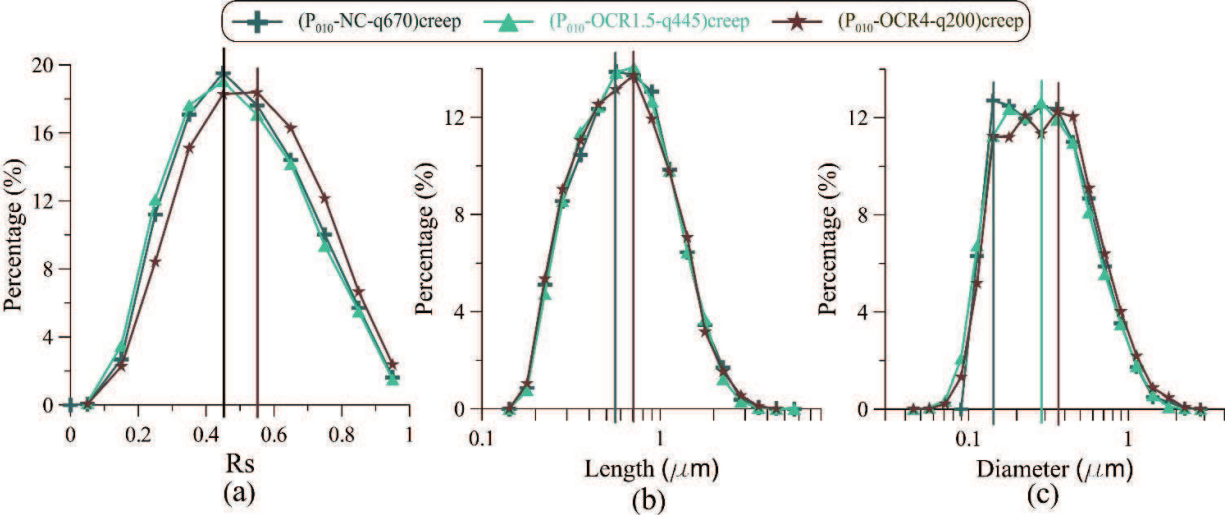 (P₀₁₀-NC-q670)creep (P₀₁₀-OCR1.5-q445)creep (P₀₁₀-OCR4-q200)creep
Percentage (%)
20
16
12
8
4
0
0 0.2 0.4 0.6 0.8 1
Rs
(a)
Percentage (%)
12
8
4
0
0.1 1
Length (μm)
(b)
Percentage (%)
12
8
4
0
0.1 1
Diameter (μm)
(c)